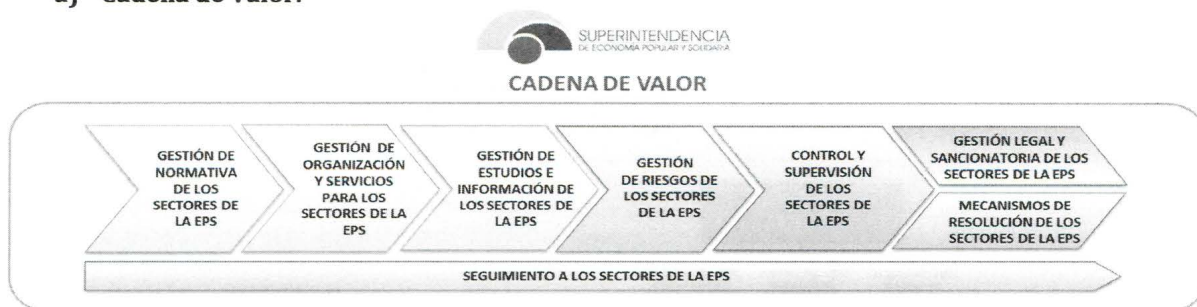 a) Cadena de Valor:
SUPERINTENDENCIA
DE ECONOMÍA POPULAR Y SOLIDARIA
CADENA DE VALOR
GESTIÓN DE
NORMATIVA
DE LOS
SECTORES DE
LA EPS
GESTIÓN DE
ORGANIZACIÓN
Y SERVICIOS
PARA LOS
SECTORES DE LA
EPS
GESTIÓN DE
ESTUDIOS E
INFORMACIÓN DE
LOS SECTORES DE
LA EPS
GESTIÓN
DE RIESGOS DE
LOS SECTORES
DE LA EPS
CONTROL Y
SUPERVISIÓN
DE LOS
SECTORES DE
LA EPS
GESTIÓN LEGAL Y
SANCIONATORIA DE LOS
SECTORES DE LA EPS
MECANISMOS DE
RESOLUCIÓN DE LOS
SECTORES DE LA EPS
SEGUIMIENTO A LOS SECTORES DE LA EPS